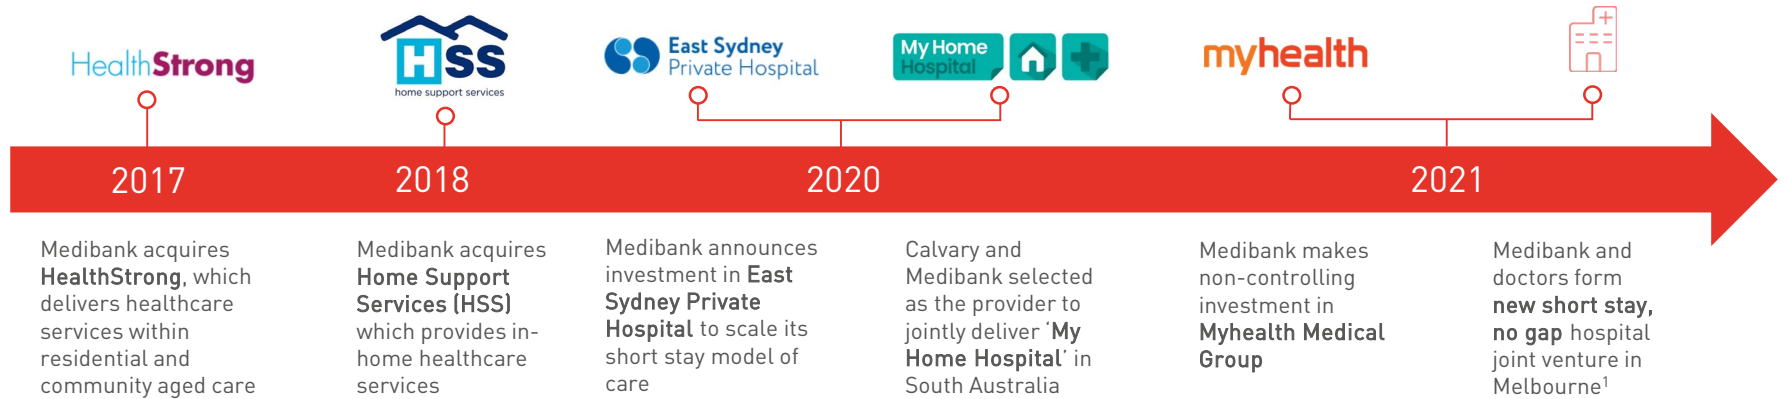 HealthStrong
HSS
home support services
East Sydney
Private Hospital
My Home
Hospital
myhealth
2017
2018
2020
2021
Medibank acquires
HealthStrong, which
delivers healthcare
services within
residential and
community aged care
Medibank acquires
Home Support
Services (HSS)
which provides in-
home healthcare
services
Medibank announces
investment in East
Sydney Private
Hospital to scale its
short stay model of
care
Calvary and
Medibank selected
as the provider to
jointly deliver ‘My
Home Hospital’ in
South Australia
Medibank makes
non-controlling
investment in
Myhealth Medical
Group
Medibank and
doctors form
new short stay,
no gap hospital
joint venture in
Melbourne¹